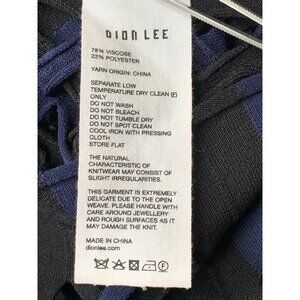 DION LEE
78% VISCOSE
22% POLYESTER
YARN ORIGIN: CHINA
SEPARATE LOW
TEMPERATURE DRY CLEAN Ⓟ
ONLY
DO NOT WASH
DO NOT BLEACH
DO NOT TUMBLE DRY
DO NOT SPOT CLEAN
COOL IRON WITH PRESSING
CLOTH
STORE FLAT
THE NATURAL
CHARACTERISTIC OF
KNITWEAR MAY CONSIST OF
SLIGHT IRREGULARITIES.
THIS GARMENT IS EXTREMELY
DELICATE DUE TO THE OPEN
WEAVE. PLEASE HANDLE WITH
CARE AROUND JEWELLERY
AND ROUGH SURFACES AS IT
MAY DAMAGE THE KNIT.
MADE IN CHINA
dionlee.com